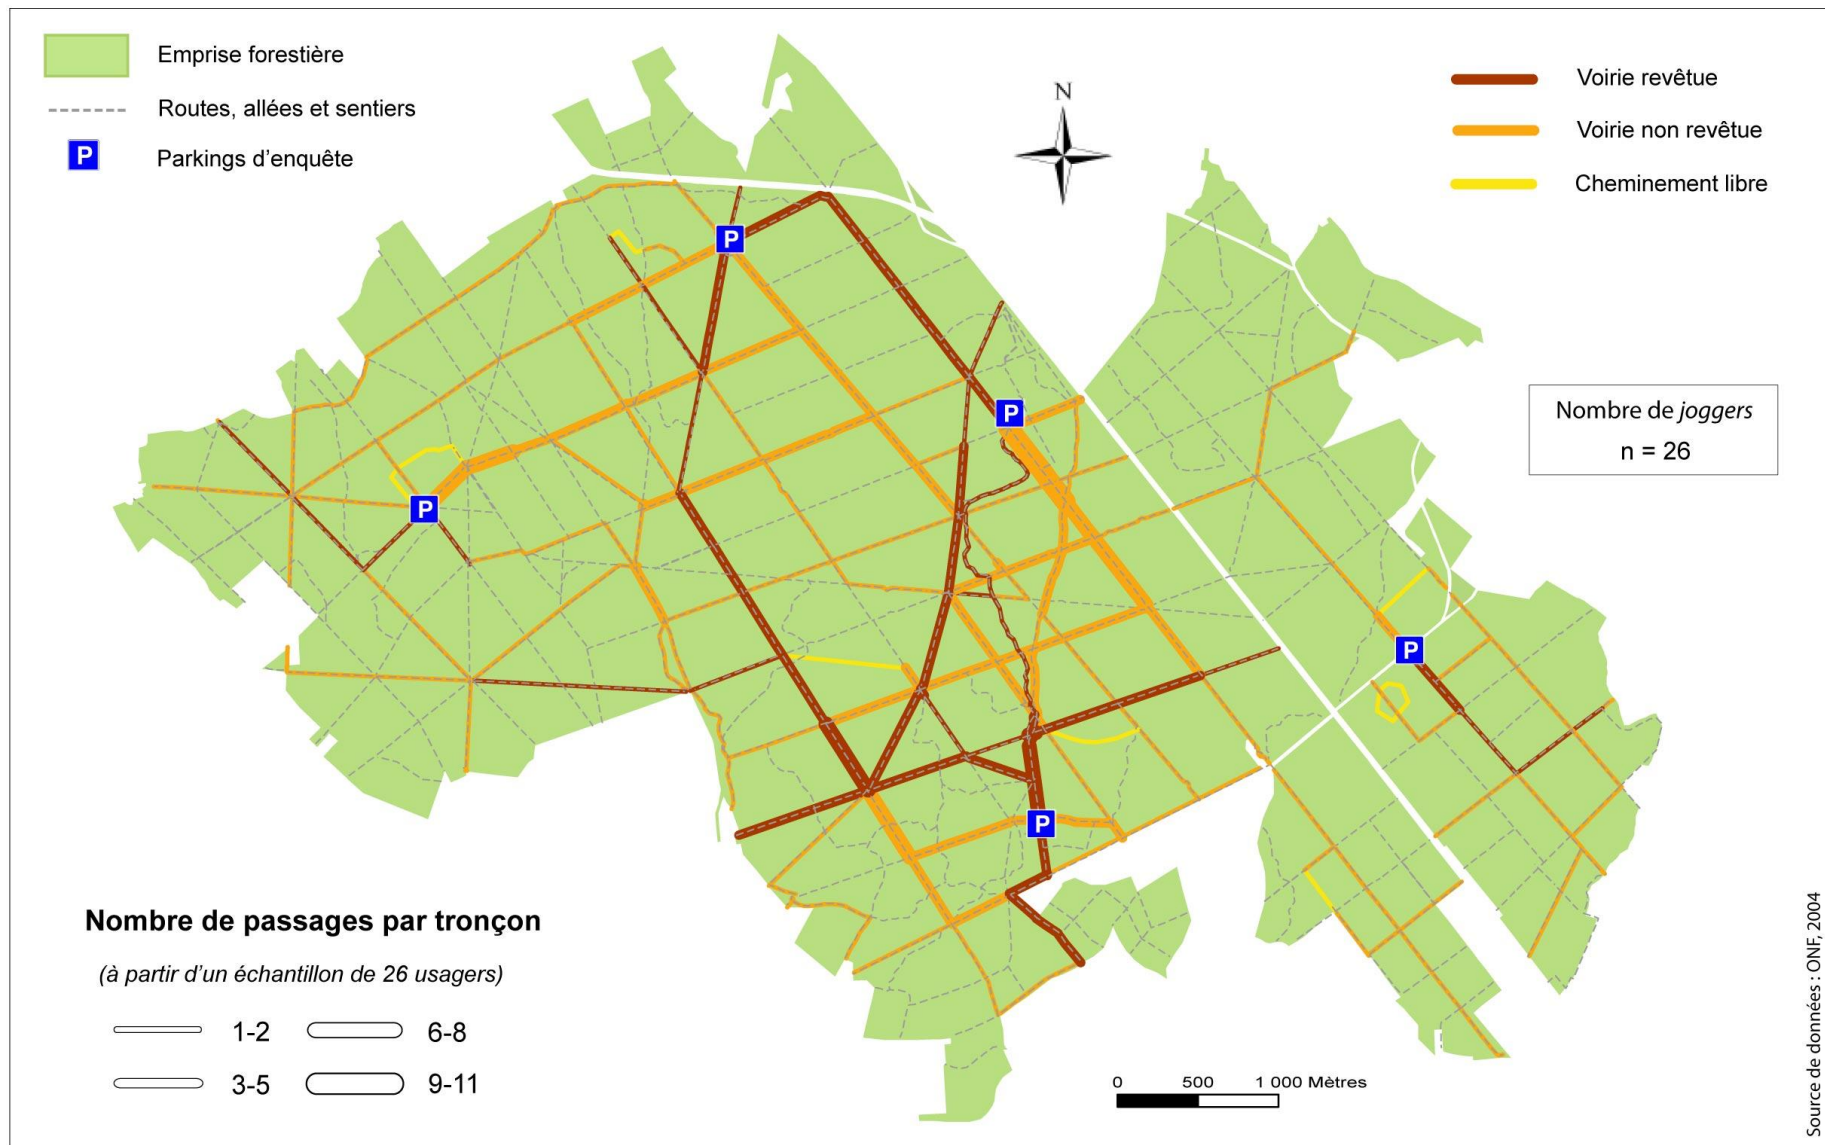 Emprise forestière
Routes, allées et sentiers
P Parkings d'enquête
N
Voirie revêtue
Voirie non revêtue
Cheminement libre
P
P
P
P
P
Nombre de joggers
n = 26
Nombre de passages par tronçon
(à partir d'un échantillon de 26 usagers)
1-2 6-8
3-5 9-11
0 500 1 000 Mètres
Source de données : ONF, 2004